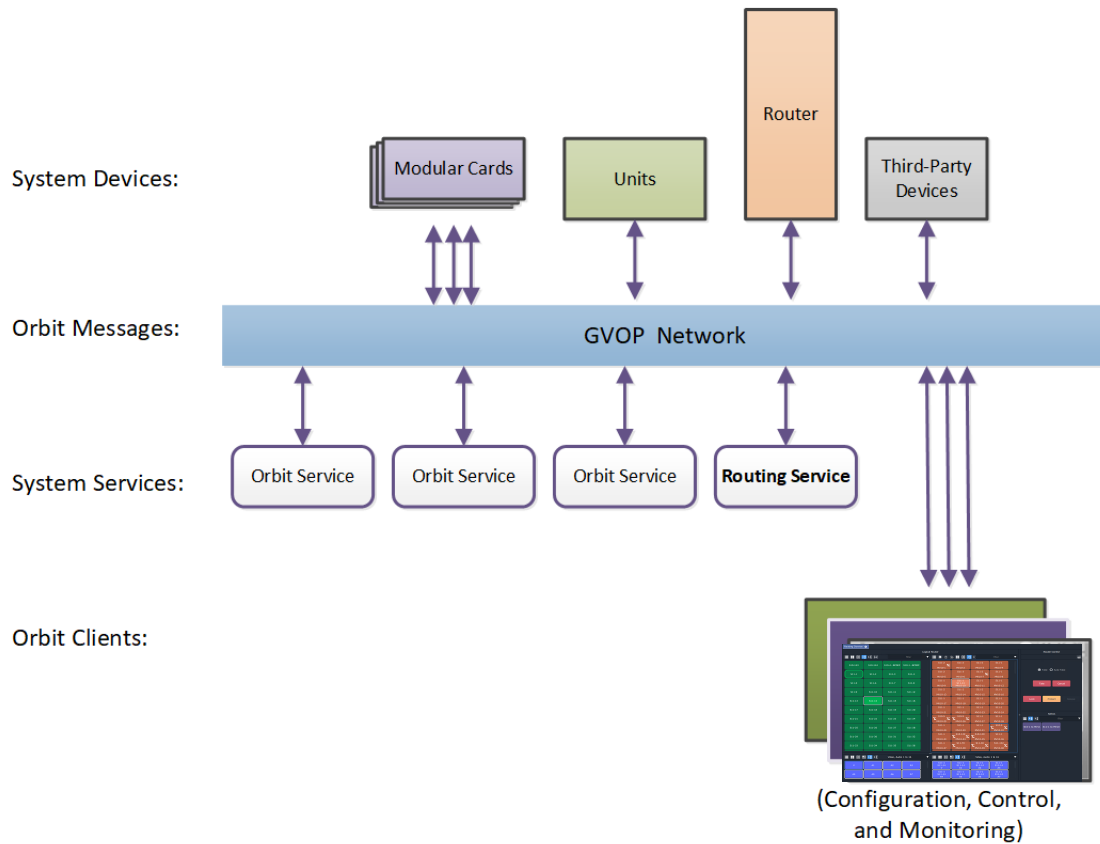 Router
System Devices:
Modular Cards
Units
Third-Party
Devices
Orbit Messages:
GVOP Network
System Services:
Orbit Service
Orbit Service
Orbit Service
Routing Service
Orbit Clients:
(Configuration, Control,
and Monitoring)